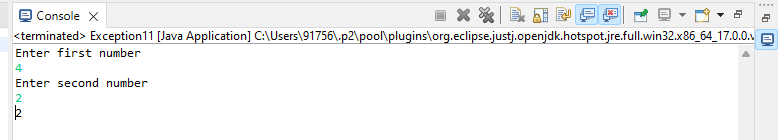 Console
<terminated> Exception11 [Java Application] C:\Users\91756\.p2\pool\plugins\org.eclipse.justj.openjdk.hotspot.jre.full.win32.x86_64_17.0.0.v
Enter first number
4
Enter second number
2
2